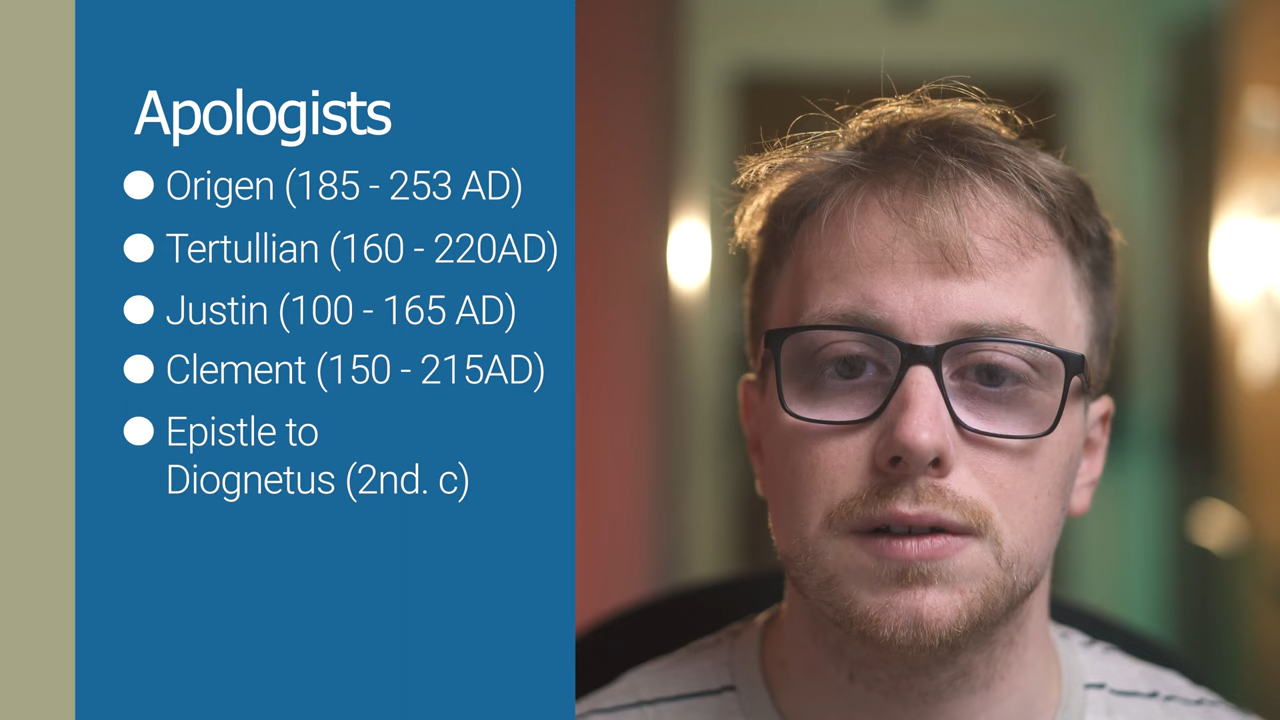 Apologists
Origen (185 - 253 AD)
Tertullian (160 - 220AD)
Justin (100 - 165 AD)
Clement (150 - 215AD)
Epistle to
Diognetus (2nd. c)